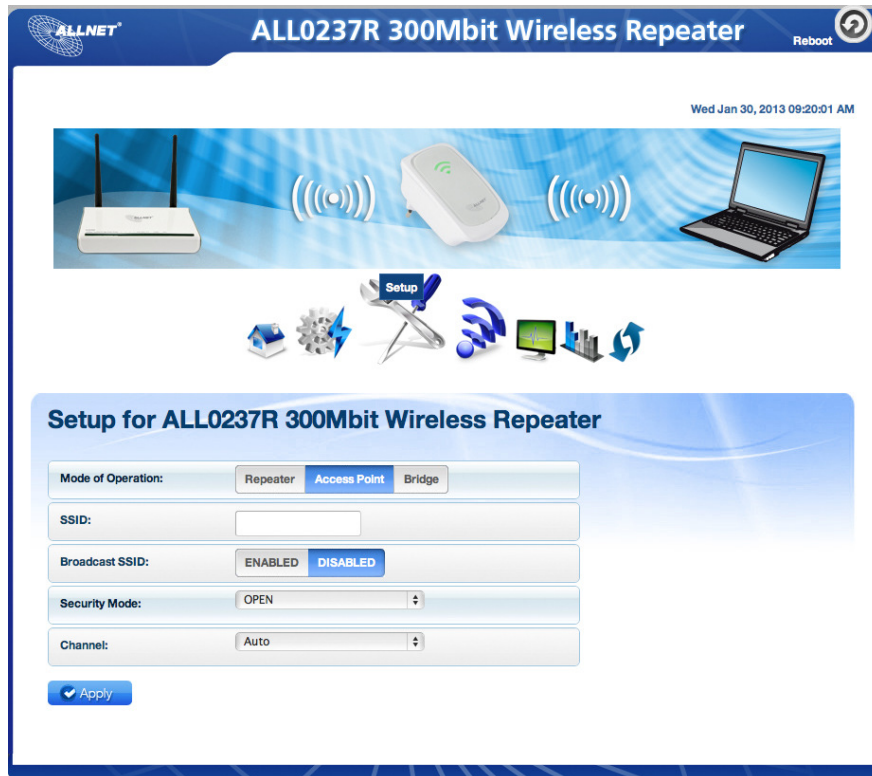 ALLNET®
ALL0237R 300Mbit Wireless Repeater
Reboot
Wed Jan 30, 2013 09:20:01 AM
ALLNET
Setup
Setup for ALL0237R 300Mbit Wireless Repeater
Mode of Operation: Repeater Access Point Bridge
SSID:
Broadcast SSID: ENABLED DISABLED
Security Mode: OPEN
Channel: Auto
Apply